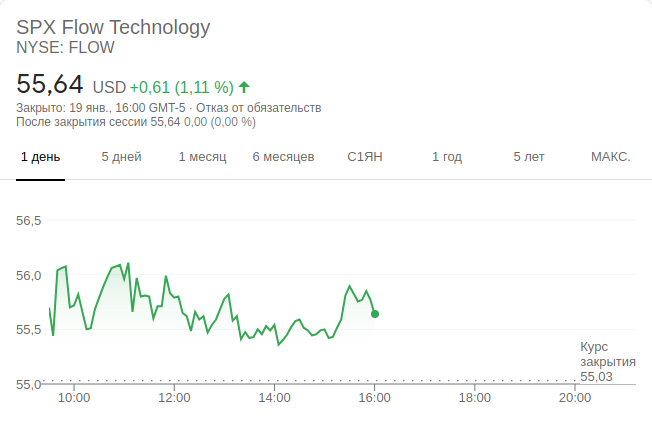 SPX Flow Technology
NYSE: FLOW
55,64 USD +0,61 (1,11 %)
Закрыто: 19 янв., 16:00 GMT-5 · Отказ от обязательств
После закрытия сессии 55,64 0,00 (0,00 %)
1 день 5 дней 1 месяц 6 месяцев С1ЯН 1 год 5 лет МАКС.
56,5
56,0
55,5
Курс
закрытия
55,03
55,0
10:00 12:00 14:00 16:00 18:00 20:00